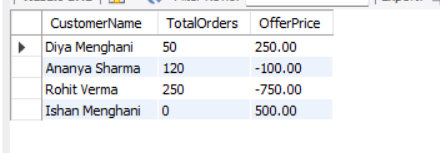 CustomerName TotalOrders OfferPrice
Diya Menghani 50 250.00
Ananya Sharma 120 -100.00
Rohit Verma 250 -750.00
Ishan Menghani 0 500.00